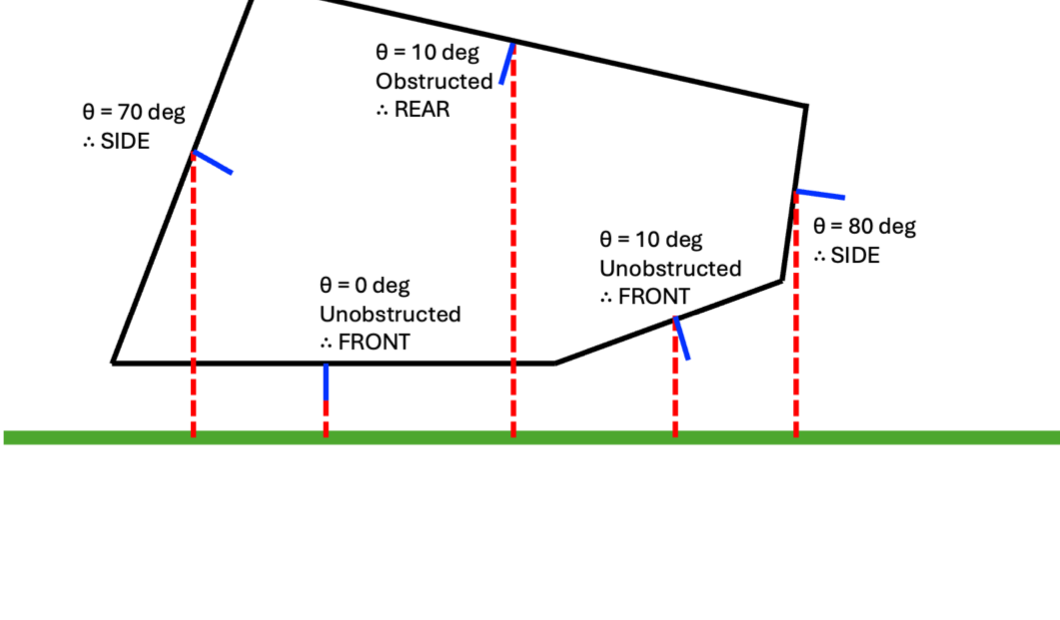 θ = 10 deg
Obstructed
∴ REAR
θ = 70 deg
∴ SIDE
θ = 80 deg
∴ SIDE
θ = 10 deg
Unobstructed
∴ FRONT
θ = 0 deg
Unobstructed
∴ FRONT